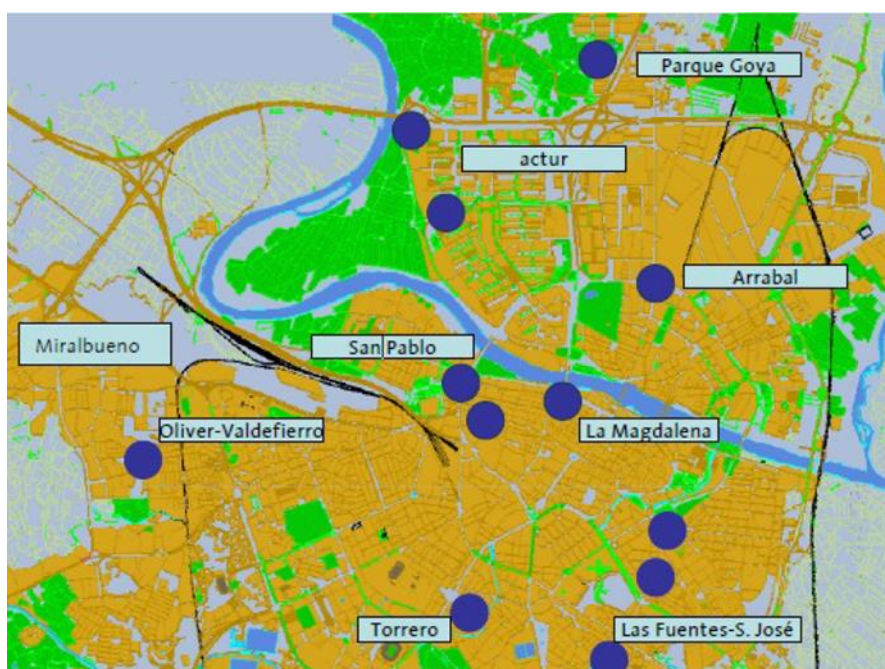 Parque Goya
actur
Arrabal
Miralbueno
San Pablo
Oliver-Valdefierro
La Magdalena
Torrero
Las Fuentes-S. José